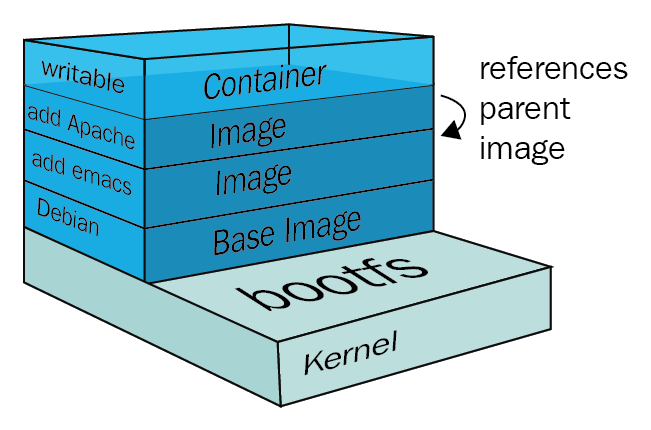 writable
Container
references
parent
image
add Apache
Image
add emacs
Image
Debian
Base Image
bootfs
Kernel